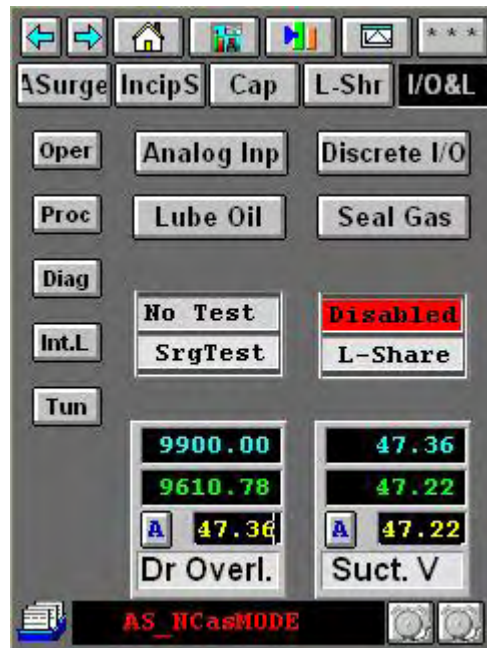 * * *
ASurge IncipS Cap L-Shr I/O&L
Oper Analog Inp Discrete I/O
Proc Lube Oil Seal Gas
Diag
No Test Disabled
Int.L SrgTest L-Share
Tun
9900.00 47.36
9610.78 47.22
A 47.36 A 47.22
Dr Overl. Suct. V
AS_NCasMODE